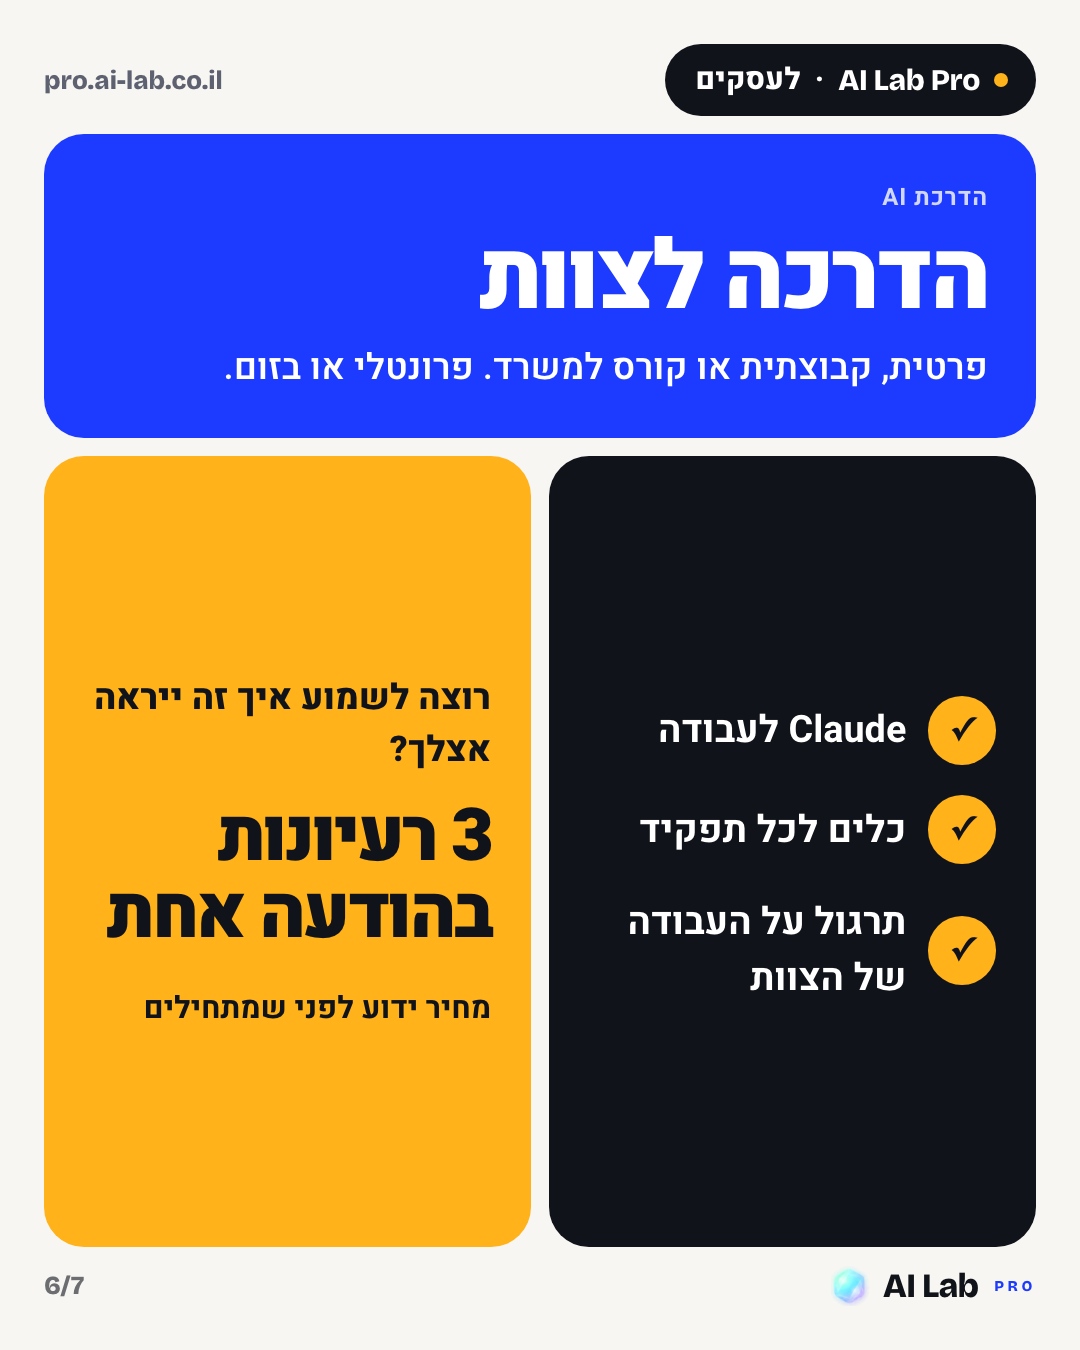 AI Lab Pro · לעסקים
pro.ai-lab.co.il
הדרכת AI
הדרכה לצוות
פרטית, קבוצתית או קורס למשרד. פרונטלי או בזום.
✓ Claude לעבודה
✓ כלים לכל תפקיד
✓ תרגול על העבודה
של הצוות
רוצה לשמוע איך זה ייראה
אצלך?
3 רעיונות
בהודעה אחת
מחיר ידוע לפני שמתחילים
AI Lab PRO
6/7